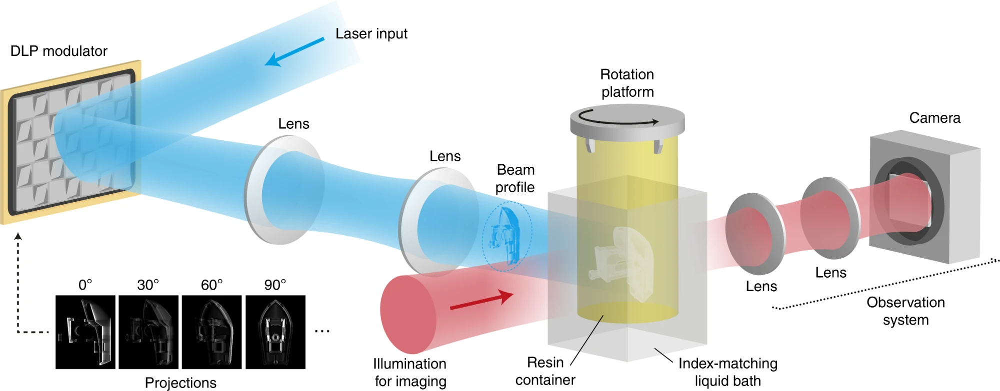 Laser input
DLP modulator
Rotation
platform
Lens
Camera
Lens
Beam
profile
0°
30°
60°
90°
...
Projections
Illumination
for imaging
Resin
container
Index-matching
liquid bath
Lens
Lens
Observation
system